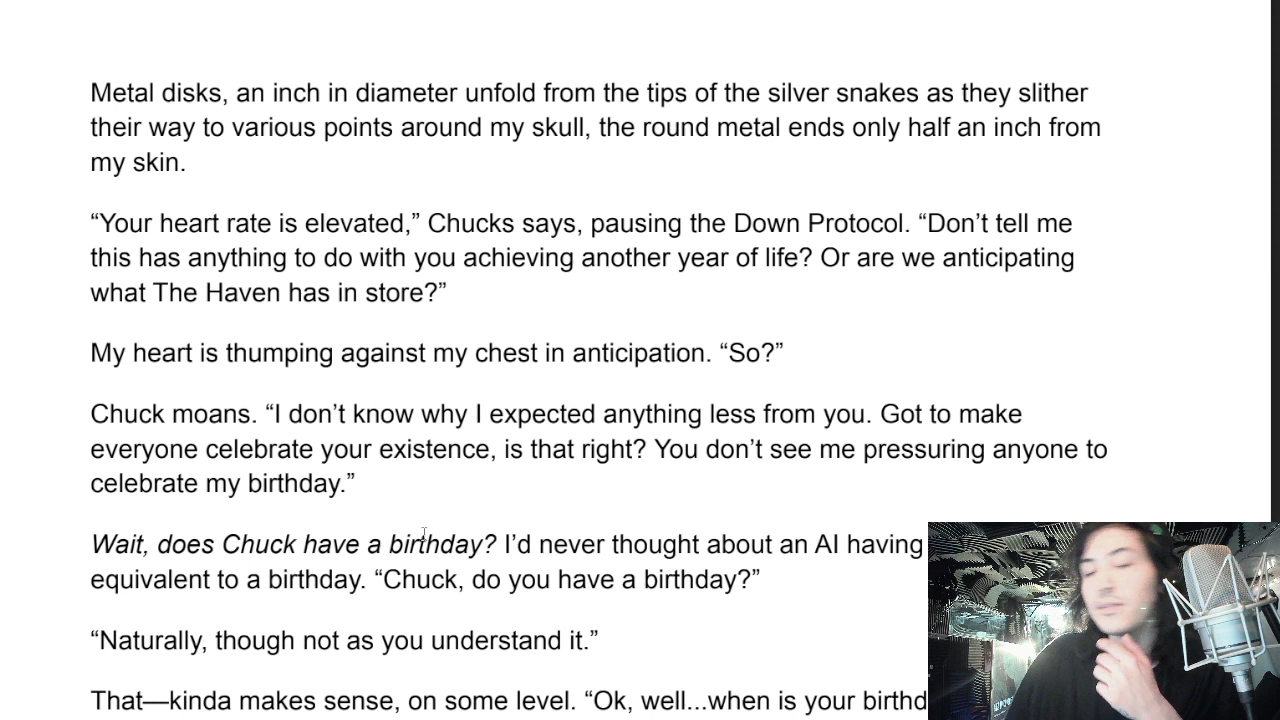 Metal disks, an inch in diameter unfold from the tips of the silver snakes as they slither
their way to various points around my skull, the round metal ends only half an inch from
my skin.
“Your heart rate is elevated,” Chucks says, pausing the Down Protocol. “Don’t tell me
this has anything to do with you achieving another year of life? Or are we anticipating
what The Haven has in store?”
My heart is thumping against my chest in anticipation. “So?”
Chuck moans. “I don’t know why I expected anything less from you. Got to make
everyone celebrate your existence, is that right? You don’t see me pressuring anyone to
celebrate my birthday.”
Wait, does Chuck have a birthday? I’d never thought about an AI having
equivalent to a birthday. “Chuck, do you have a birthday?”
“Naturally, though not as you understand it.”
That—kinda makes sense, on some level. “Ok, well...when is your birthd